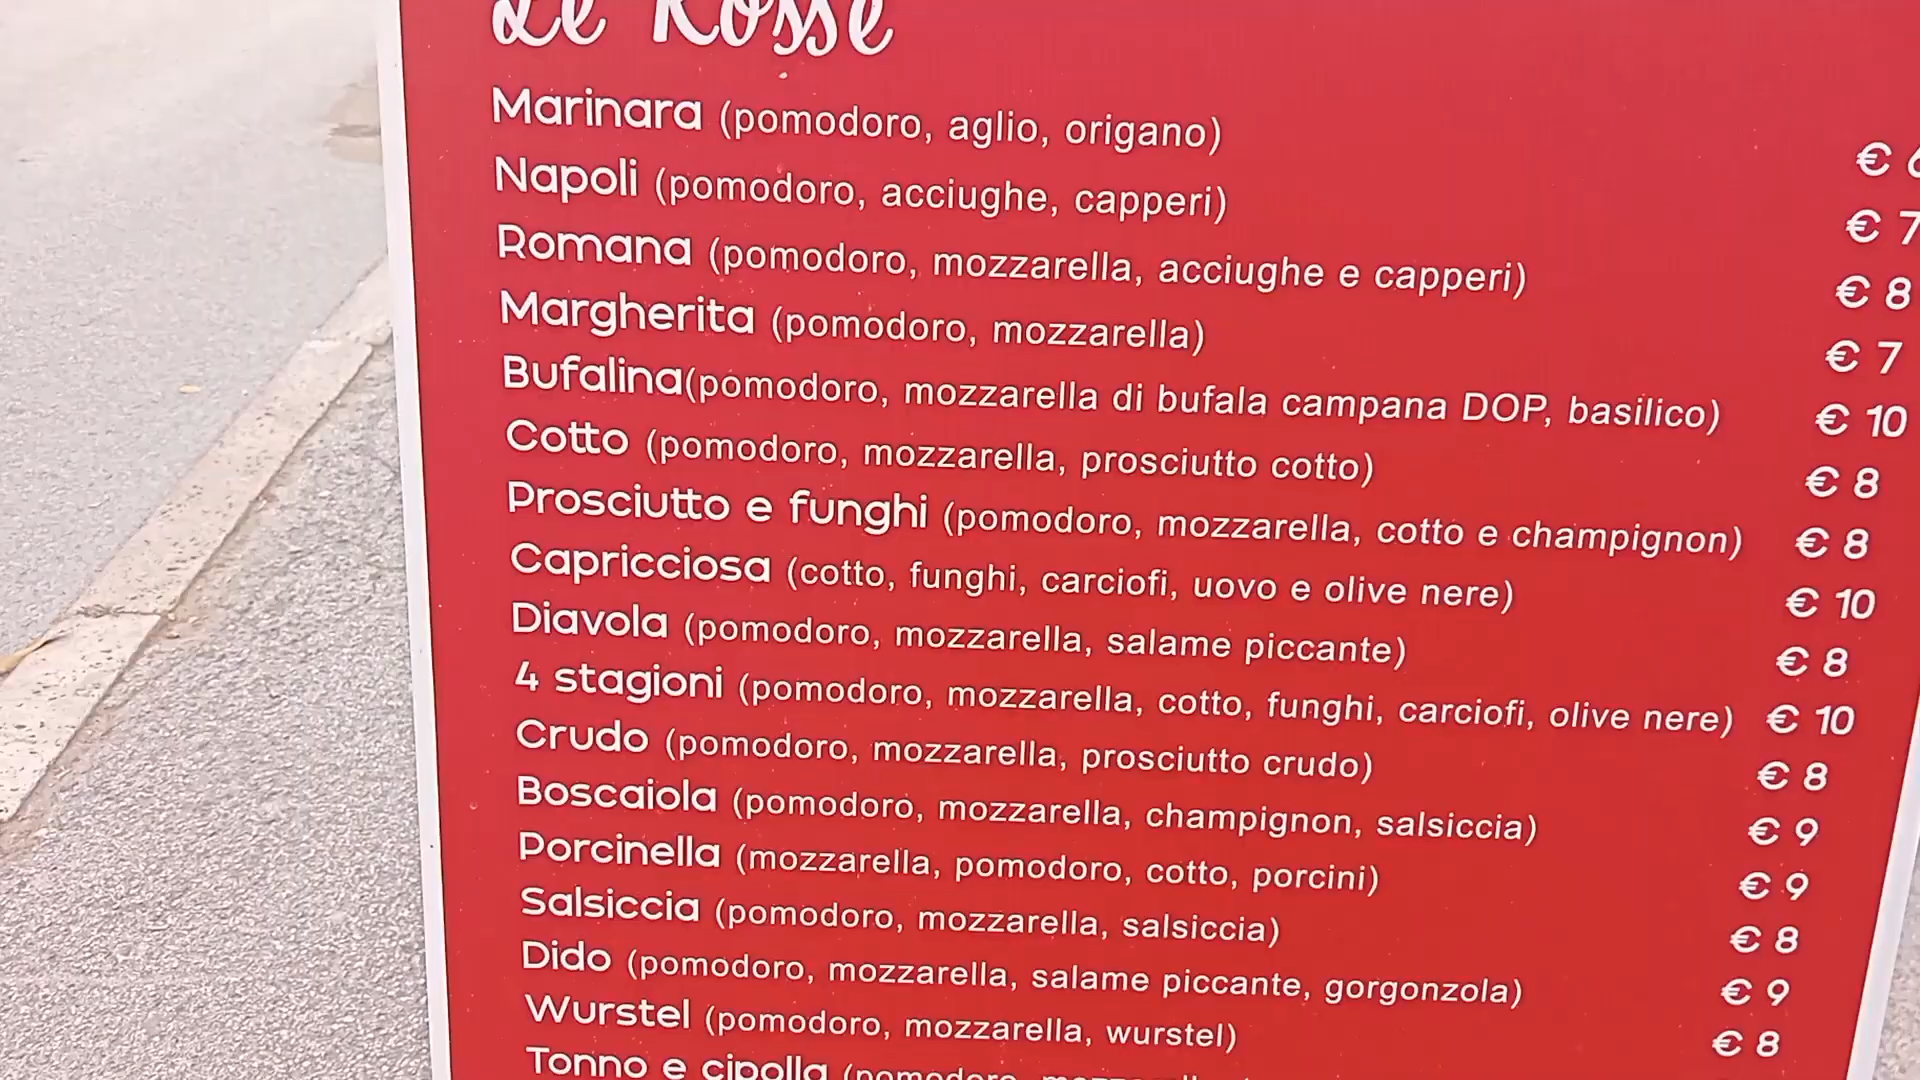 Le Rosse
Marinara (pomodoro, aglio, origano) €
Napoli (pomodoro, acciughe, capperi) € 7
Romana (pomodoro, mozzarella, acciughe e capperi) € 8
Margherita (pomodoro, mozzarella) € 7
Bufalina(pomodoro, mozzarella di bufala campana DOP, basilico) € 10
Cotto (pomodoro, mozzarella, prosciutto cotto) € 8
Prosciutto e funghi (pomodoro, mozzarella, cotto e champignon) € 8
Capricciosa (cotto, funghi, carciofi, uovo e olive nere) € 10
Diavola (pomodoro, mozzarella, salame piccante) € 8
4 stagioni (pomodoro, mozzarella, cotto, funghi, carciofi, olive nere) € 10
Crudo (pomodoro, mozzarella, prosciutto crudo) € 8
Boscaiola (pomodoro, mozzarella, champignon, salsiccia) € 9
Porcinella (mozzarella, pomodoro, cotto, porcini) € 9
Salsiccia (pomodoro, mozzarella, salsiccia) € 8
Dido (pomodoro, mozzarella, salame piccante, gorgonzola) € 9
Wurstel (pomodoro, mozzarella, wurstel) € 8
Tonno e cipolla (pomodoro,